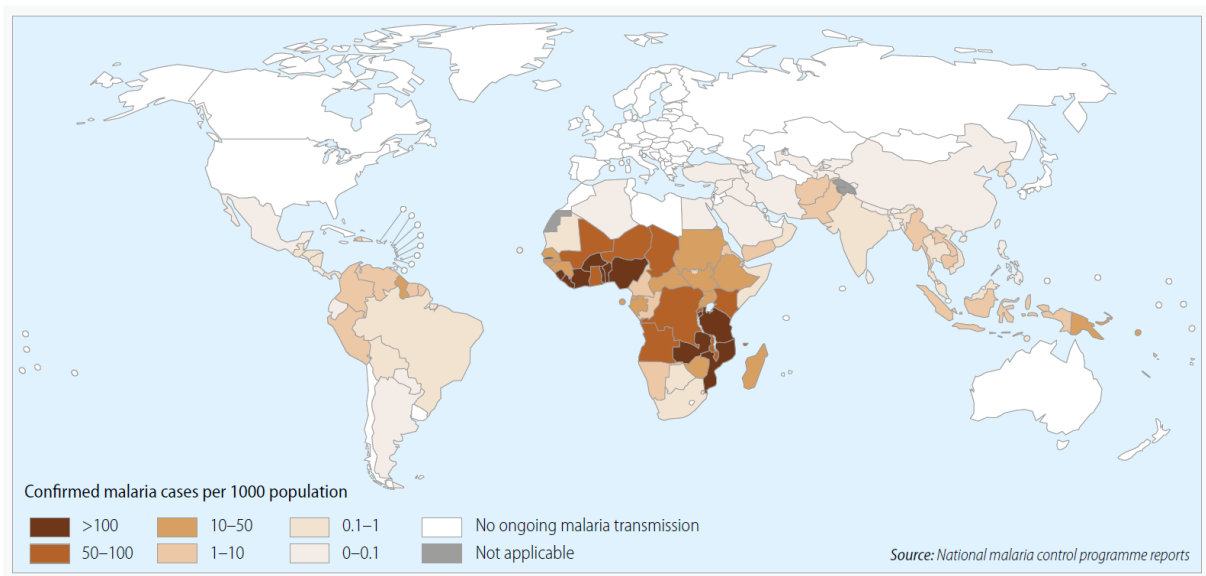 Confirmed malaria cases per 1000 population
>100
10–50
0.1–1
No ongoing malaria transmission
50–100
1–10
0–0.1
Not applicable
Source: National malaria control programme reports